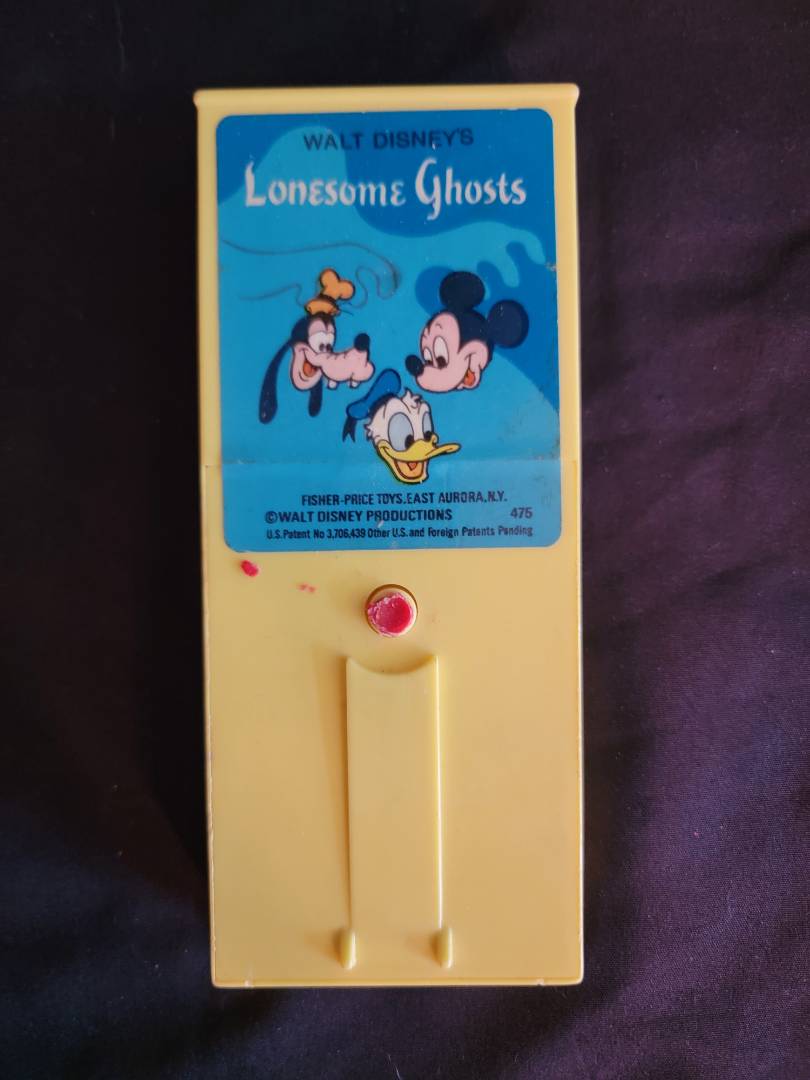 WALT DISNEY'S
Lonesome Ghosts
FISHER-PRICE TOYS.EAST AURORA,N.Y.
©WALT DISNEY PRODUCTIONS 475
U.S. Patent No 3,706,439 Other U.S. and Foreign Patents Pending